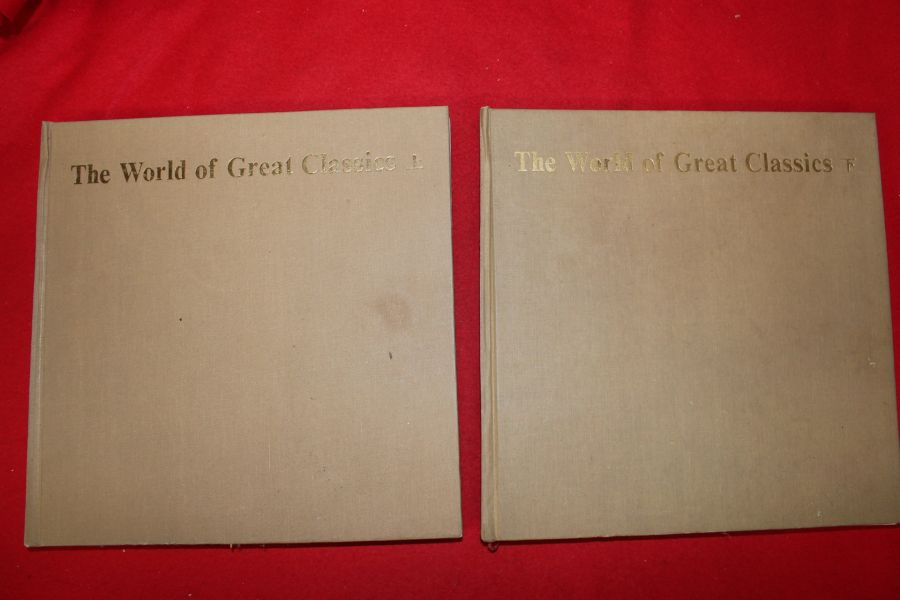 The World of Great Classics 上
The World of Great Classics 下